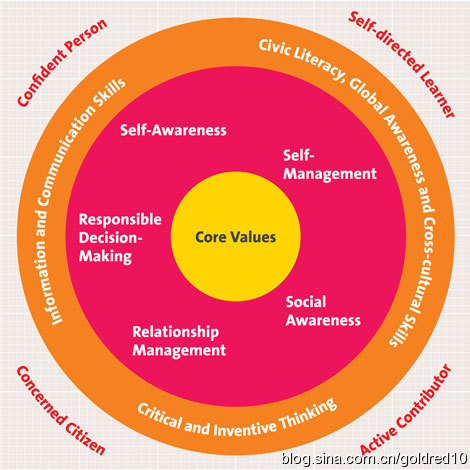 Confident Person
Self-directed Learner
Civic Literacy, Global Awareness and Cross-cultural Skills
Information and Communication Skills
Self-Awareness
Self-
Management
Responsible
Decision-
Making
Core Values
Social
Awareness
Relationship
Management
Critical and Inventive Thinking
Concerned Citizen
Active Contributor
blog.sina.com.cn/goldred10